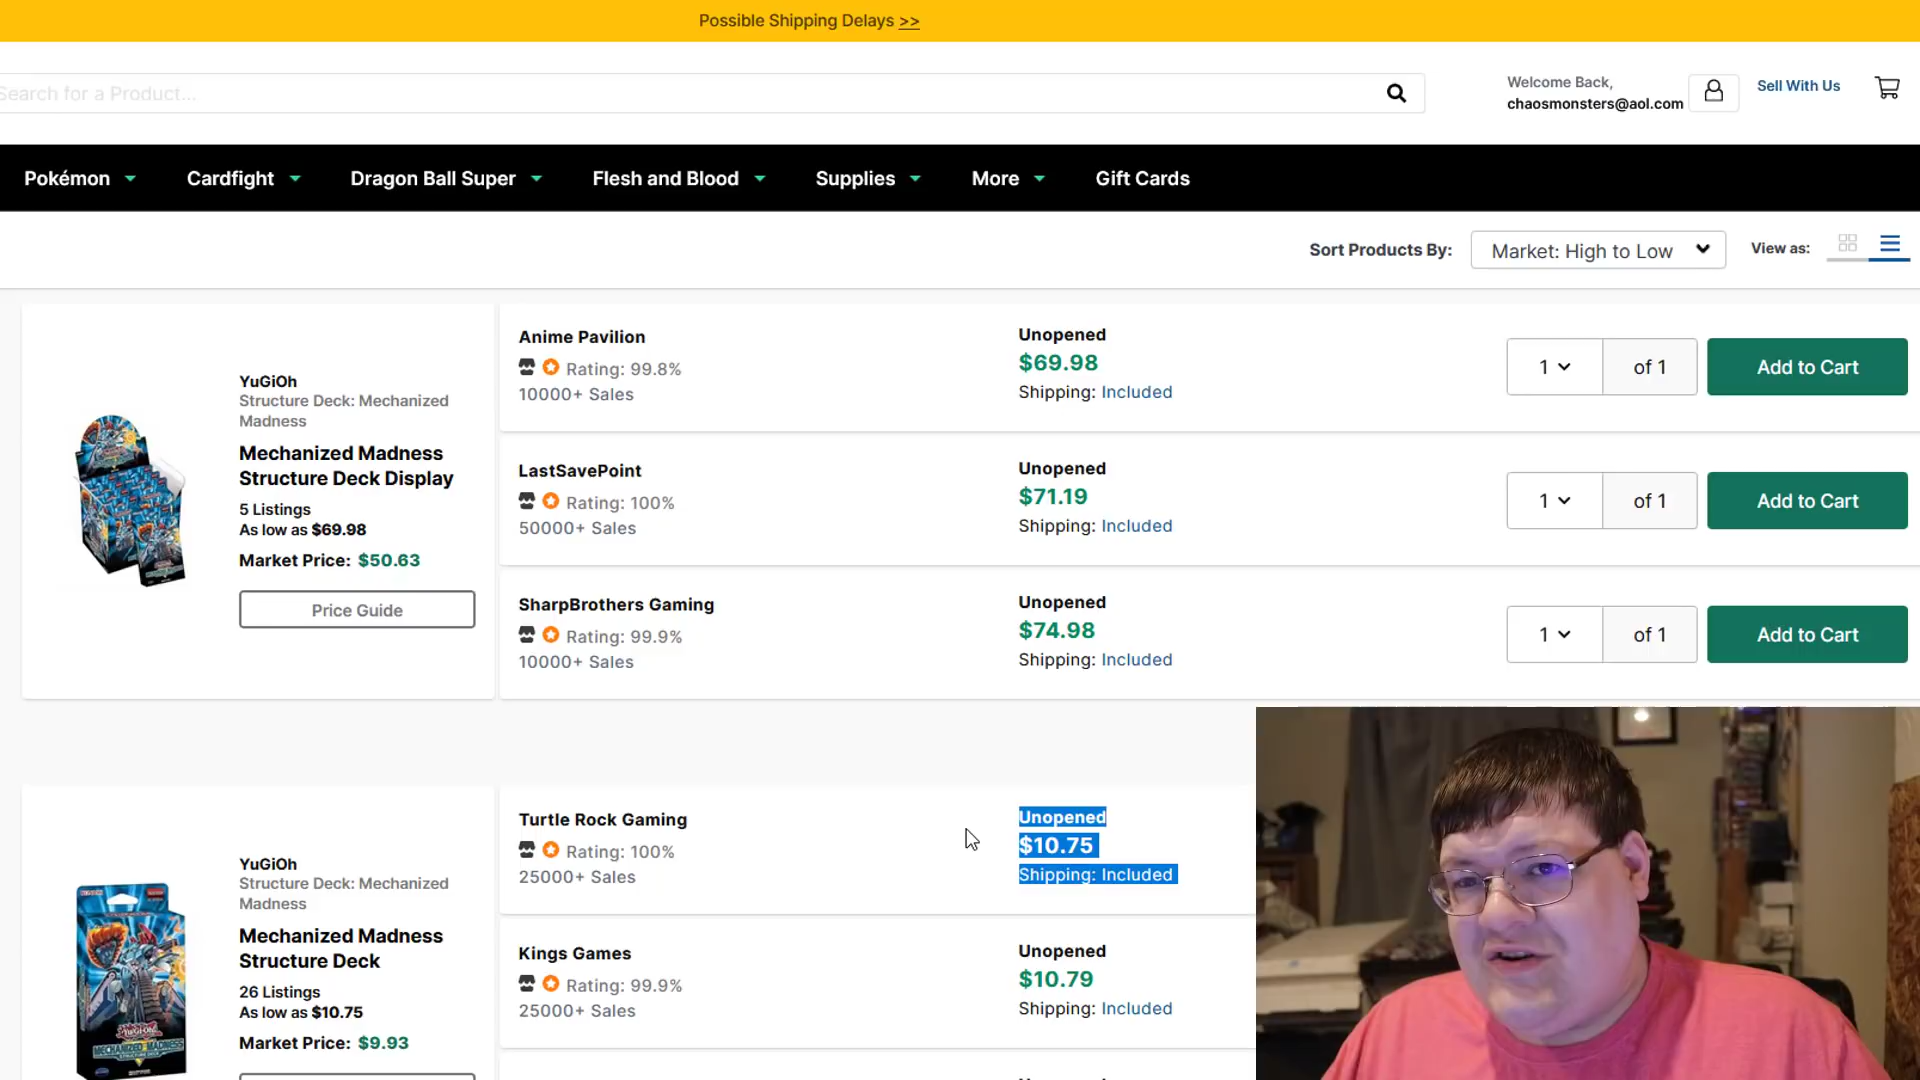 Possible Shipping Delays >>
Search for a Product...
Welcome Back,
chaosmonsters@aol.com
Sell With Us
Pokémon
Cardfight
Dragon Ball Super
Flesh and Blood
Supplies
More
Gift Cards
Sort Products By:
Market: High to Low
View as:
YuGiOh
Structure Deck: Mechanized
Madness
Mechanized Madness
Structure Deck Display
5 Listings
As low as $69.98
Market Price: $50.63
Price Guide
Anime Pavilion
Rating: 99.8%
10000+ Sales
Unopened
$69.98
Shipping: Included
1
of 1
Add to Cart
LastSavePoint
Rating: 100%
50000+ Sales
Unopened
$71.19
Shipping: Included
1
of 1
Add to Cart
SharpBrothers Gaming
Rating: 99.9%
10000+ Sales
Unopened
$74.98
Shipping: Included
1
of 1
Add to Cart
YuGiOh
Structure Deck: Mechanized
Madness
Mechanized Madness
Structure Deck
26 Listings
As low as $10.75
Market Price: $9.93
Turtle Rock Gaming
Rating: 100%
25000+ Sales
Unopened
$10.75
Shipping: Included
Kings Games
Rating: 99.9%
25000+ Sales
Unopened
$10.79
Shipping: Included
Yu-Gi-Oh!
MECHANIZED MADNESS